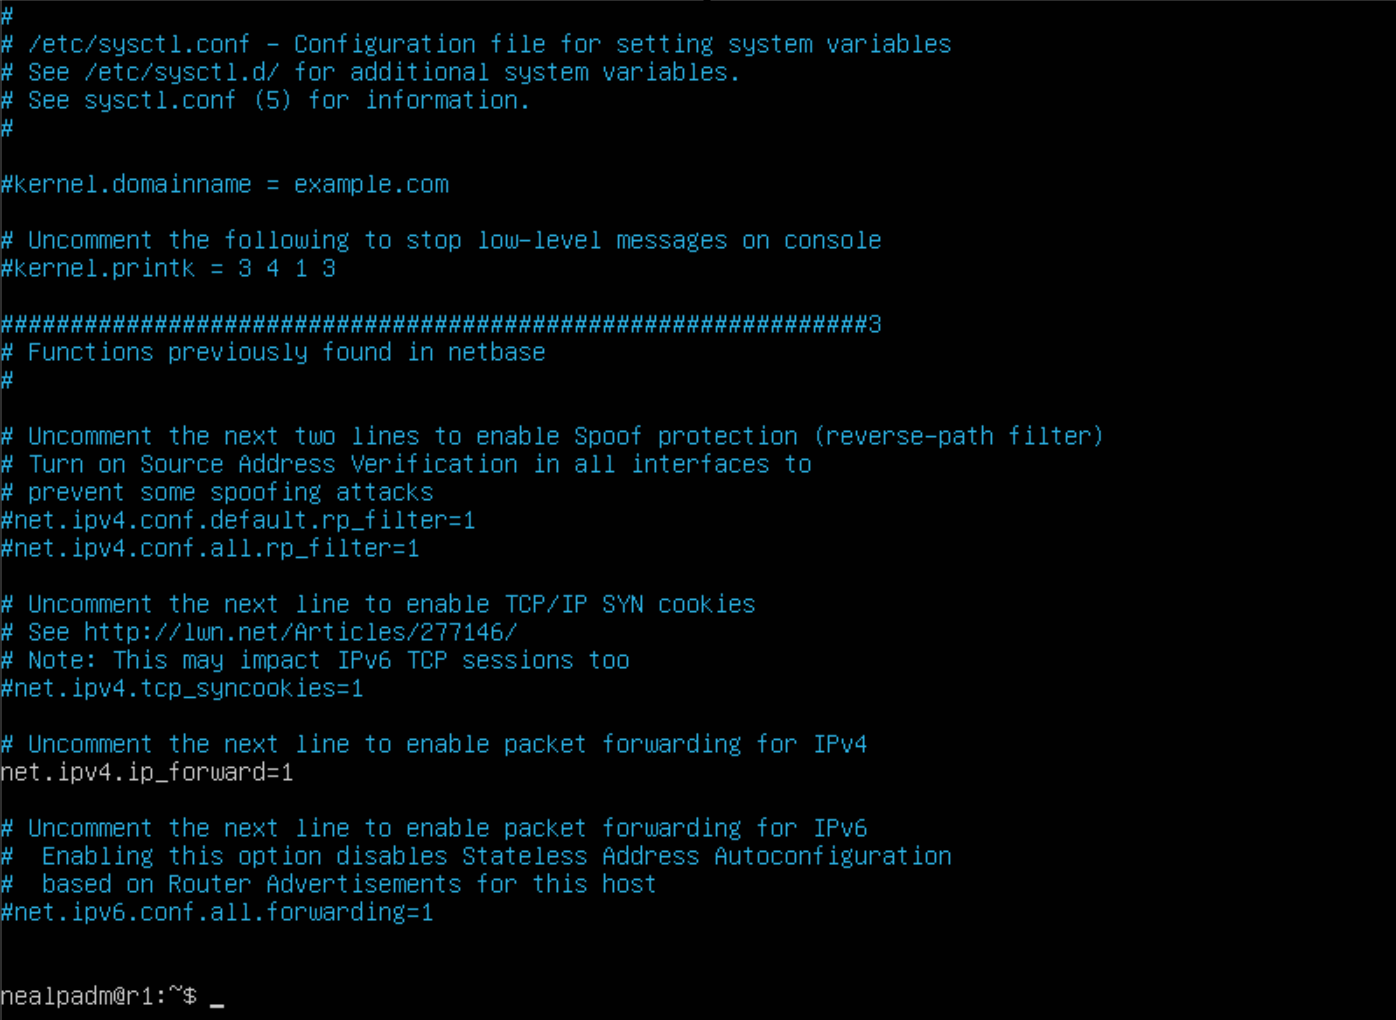 #
# /etc/sysctl.conf - Configuration file for setting system variables
# See /etc/sysctl.d/ for additional system variables.
# See sysctl.conf (5) for information.
#
#kernel.domainname = example.com
# Uncomment the following to stop low-level messages on console
#kernel.printk = 3 4 1 3
##############################################################3
# Functions previously found in netbase
#
# Uncomment the next two lines to enable Spoof protection (reverse-path filter)
# Turn on Source Address Verification in all interfaces to
# prevent some spoofing attacks
#net.ipv4.conf.default.rp_filter=1
#net.ipv4.conf.all.rp_filter=1
# Uncomment the next line to enable TCP/IP SYN cookies
# See http://lwn.net/Articles/277146/
# Note: This may impact IPv6 TCP sessions too
#net.ipv4.tcp_syncookies=1
# Uncomment the next line to enable packet forwarding for IPv4
net.ipv4.ip_forward=1
# Uncomment the next line to enable packet forwarding for IPv6
#  Enabling this option disables Stateless Address Autoconfiguration
#  based on Router Advertisements for this host
#net.ipv6.conf.all.forwarding=1
nealpadm@r1:~$ _